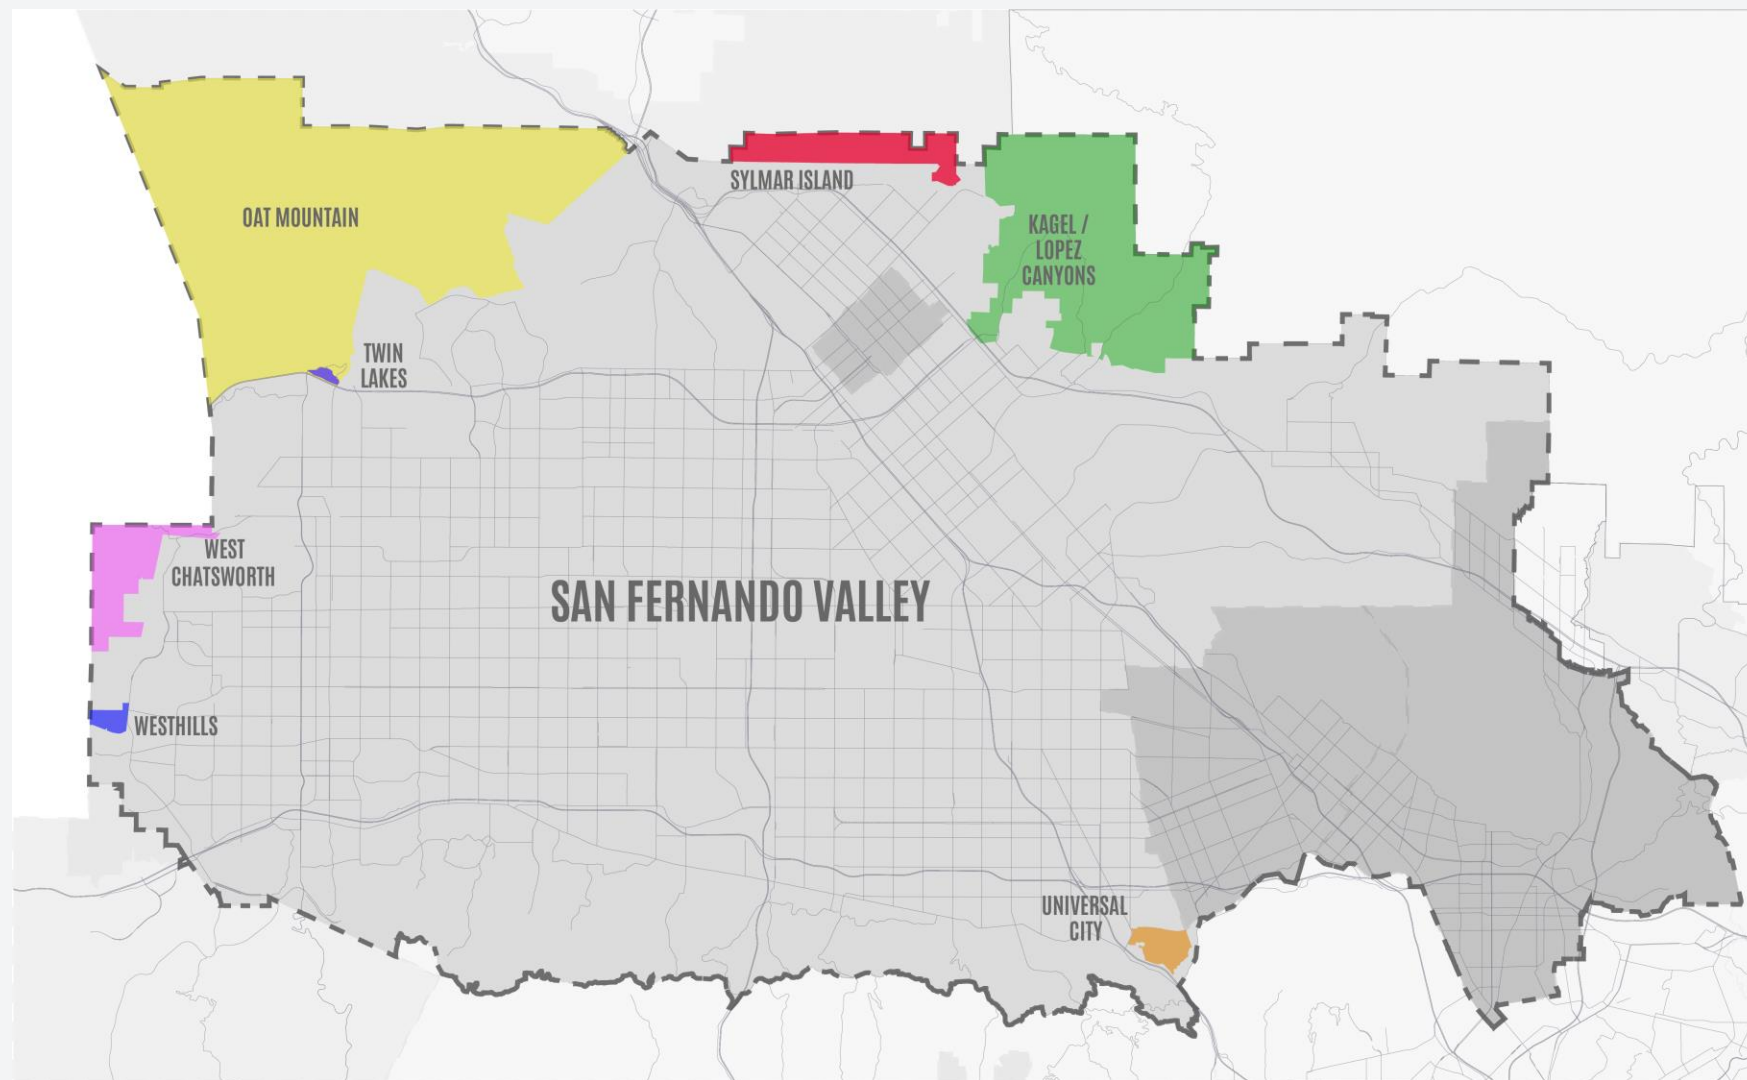 OAT MOUNTAIN
SYLMAR ISLAND
KAGEL /
LOPEZ
CANYONS
TWIN
LAKES
WEST
CHATSWORTH
SAN FERNANDO VALLEY
WESTHILLS
UNIVERSAL
CITY